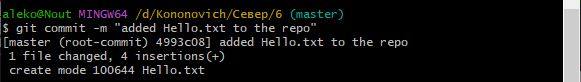 aleko@Nout MINGW64 /d/Kononovich/Север/6 (master)
$ git commit -m "added Hello.txt to the repo"
[master (root-commit) 4993c08] added Hello.txt to the repo
 1 file changed, 4 insertions(+)
 create mode 100644 Hello.txt